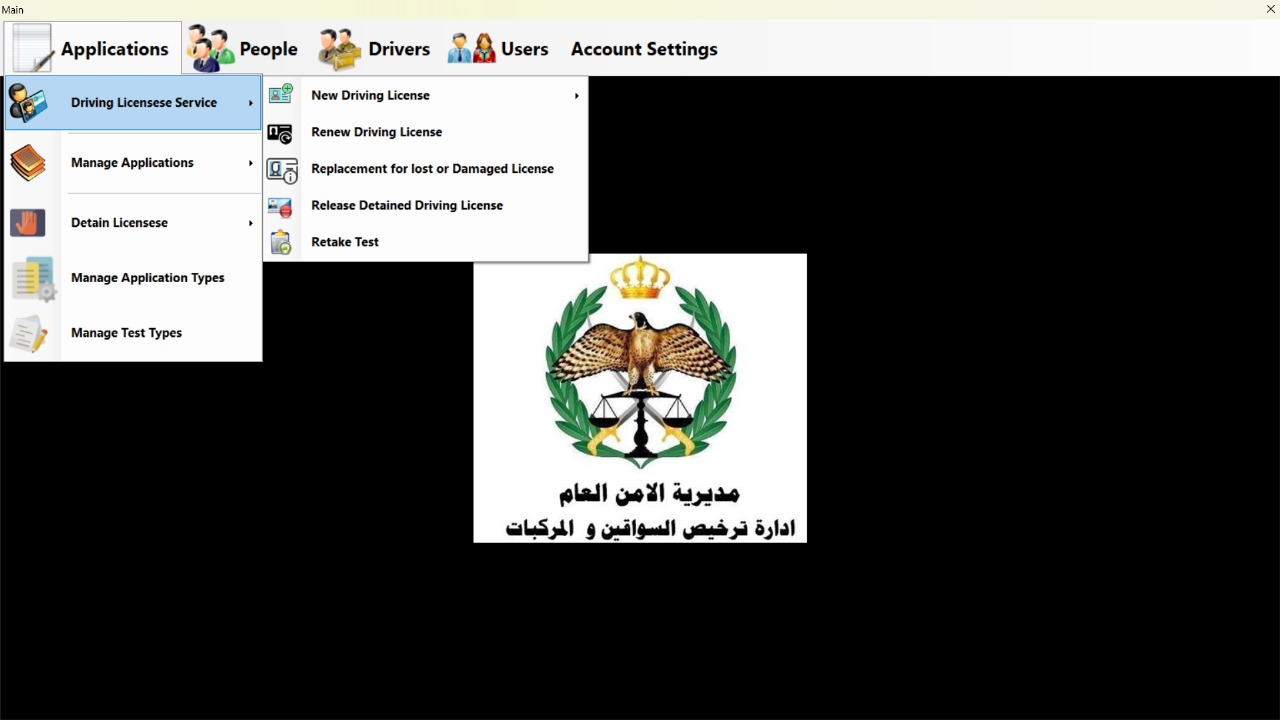 Main
Applications
People
Drivers
Users
Account Settings
Driving Licensese Service
Manage Applications
Detain Licensese
Manage Application Types
Manage Test Types
New Driving License
Renew Driving License
Replacement for lost or Damaged License
Release Detained Driving License
Retake Test
مديرية الامن العام
ادارة ترخيص السواقين و المركبات